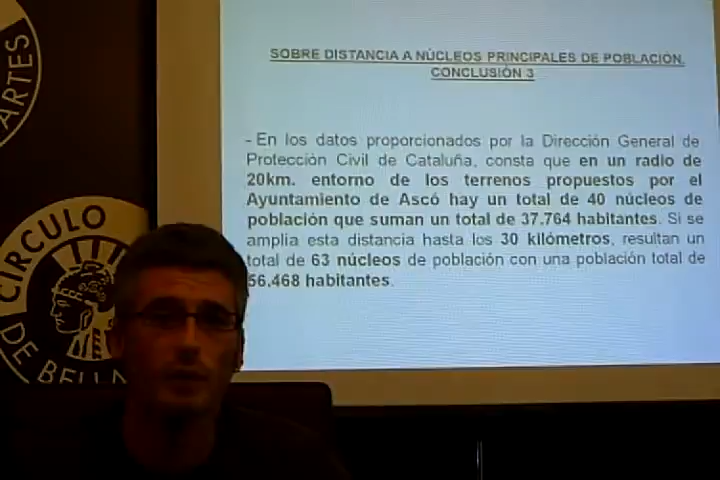 SOBRE DISTANCIA A NÚCLEOS PRINCIPALES DE POBLACIÓN.
CONCLUSIÓN 3
- En los datos proporcionados por la Dirección General de
Protección Civil de Cataluña, consta que en un radio de
20km. entorno de los terrenos propuestos por el
Ayuntamiento de Ascó hay un total de 40 núcleos de
población que suman un total de 37.764 habitantes. Si se
amplia esta distancia hasta los 30 kilómetros, resultan un
total de 63 núcleos de población con una población total de
56.468 habitantes.
ARTES
CIRCULO
DE BELLA